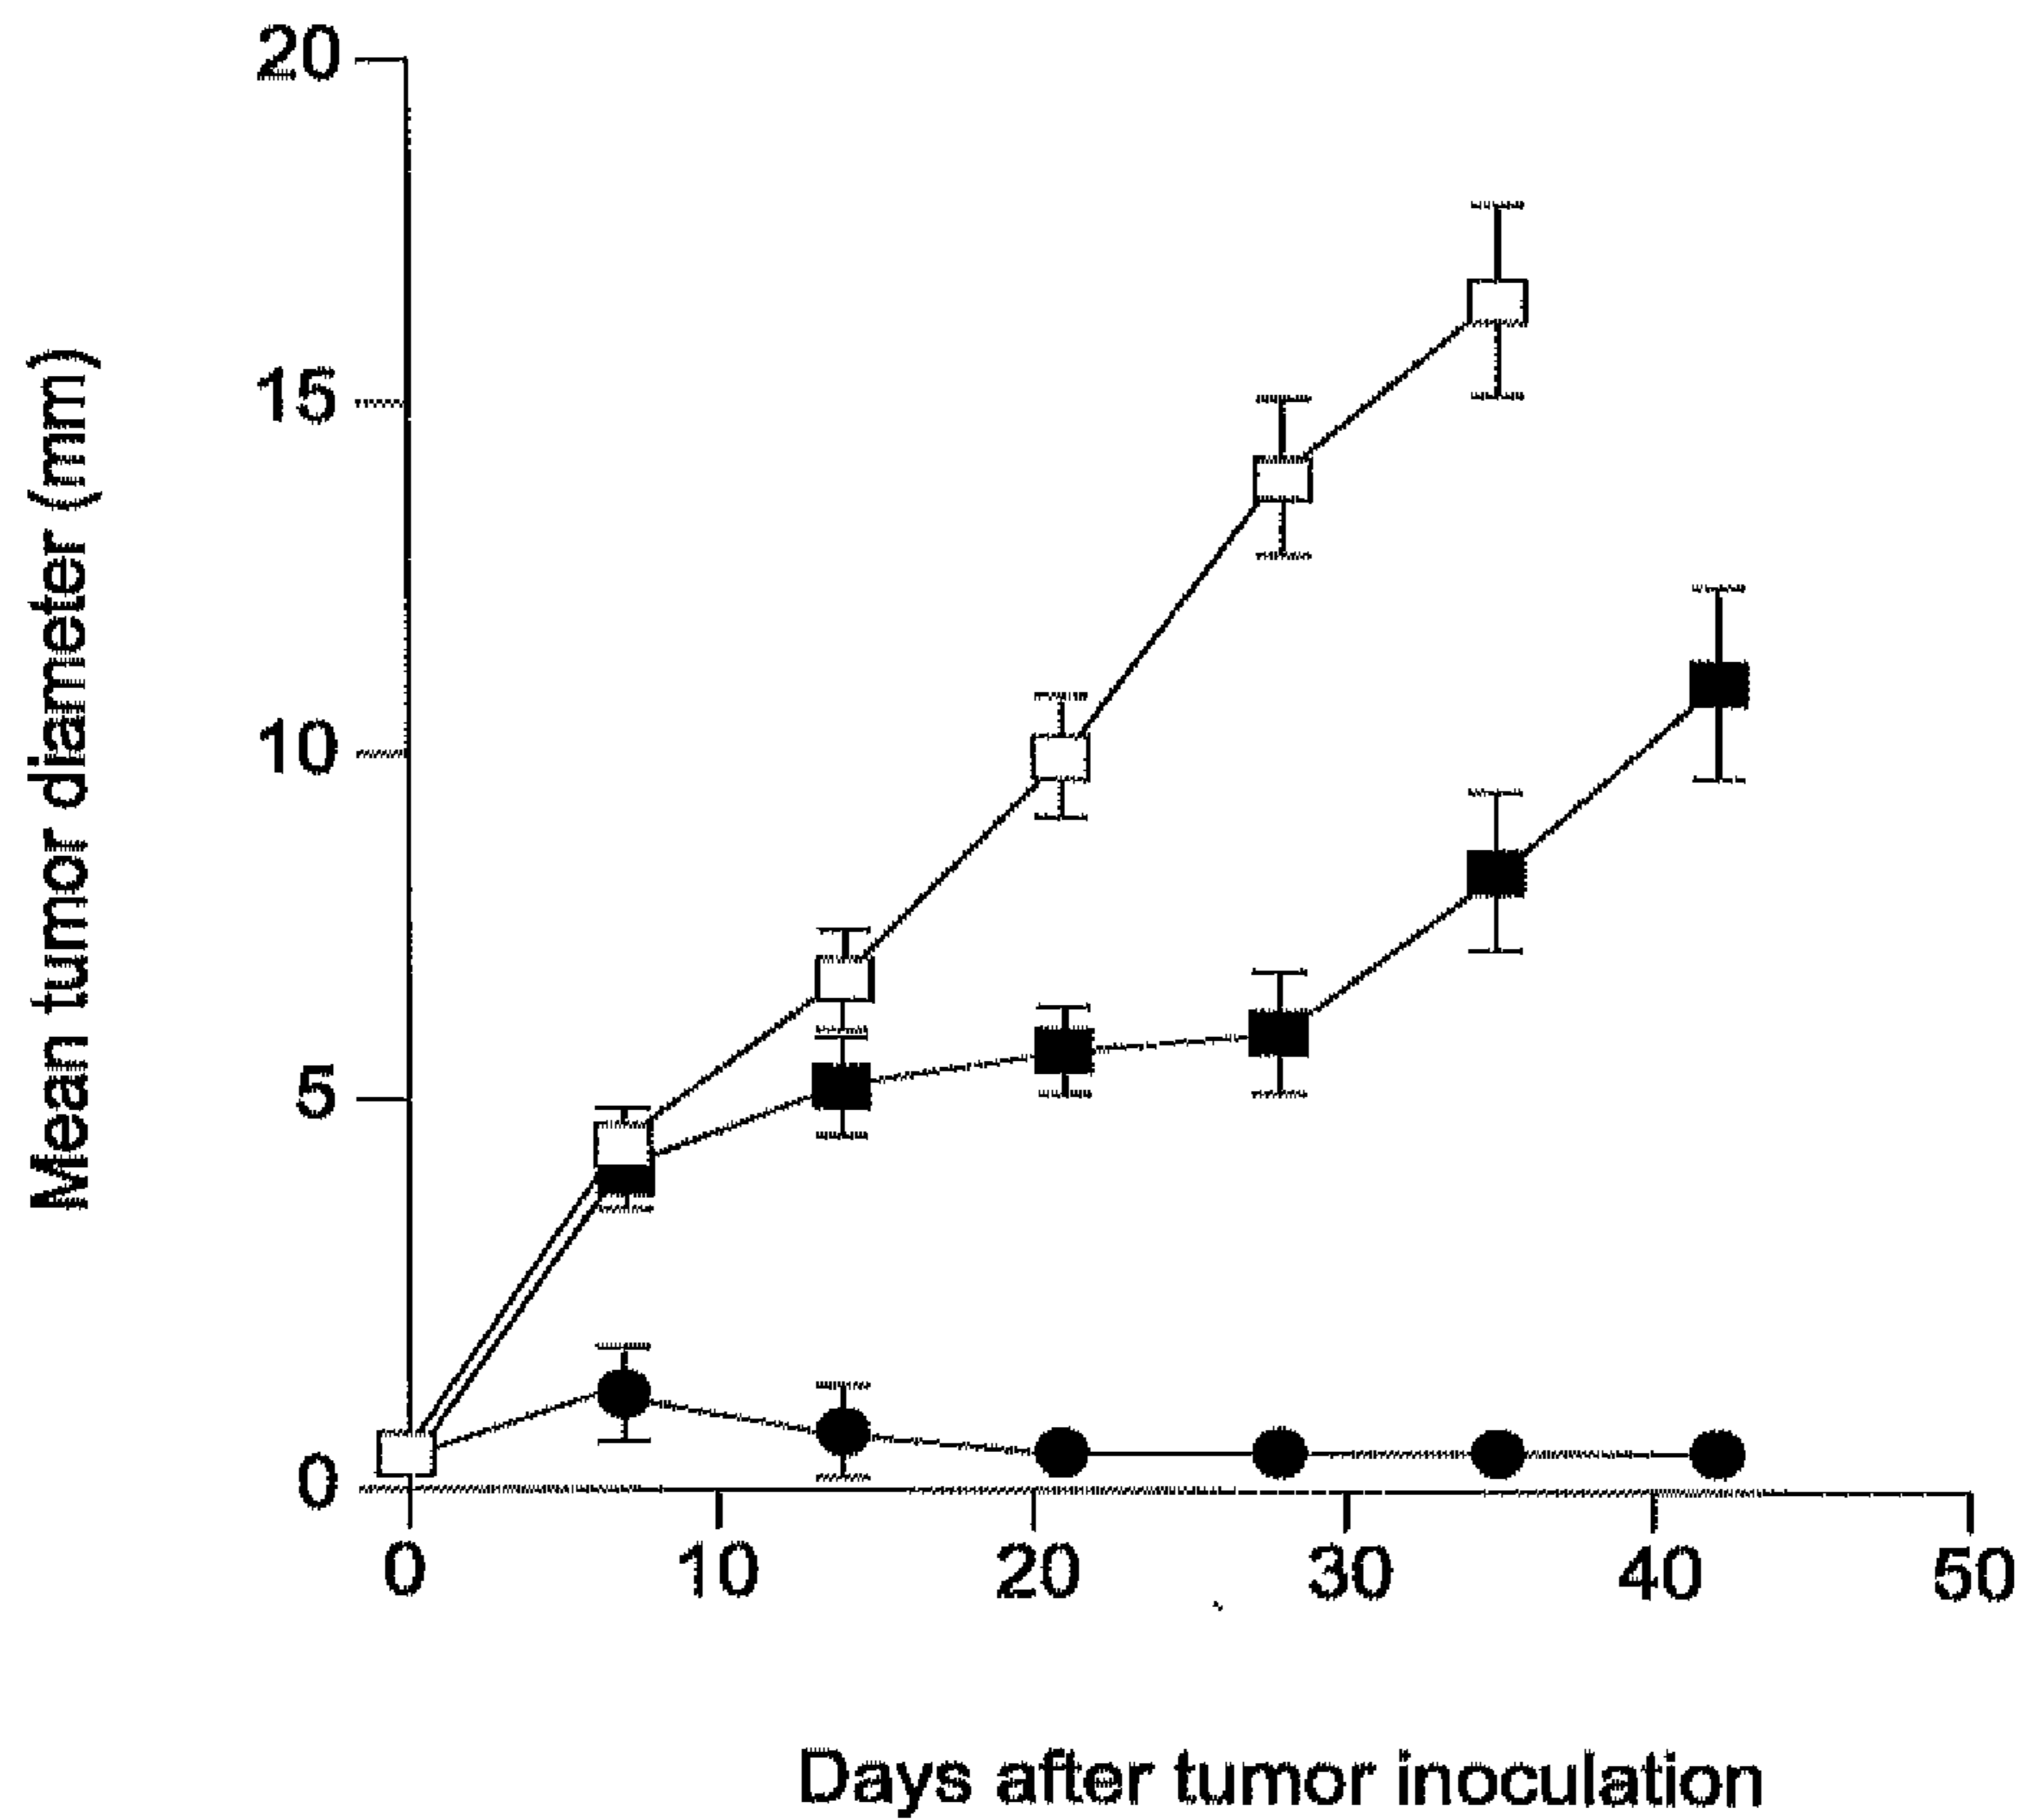 20
15
10
5
0
Mean tumor diameter (mm)
0 10 20 30 40 50
Days after tumor inoculation